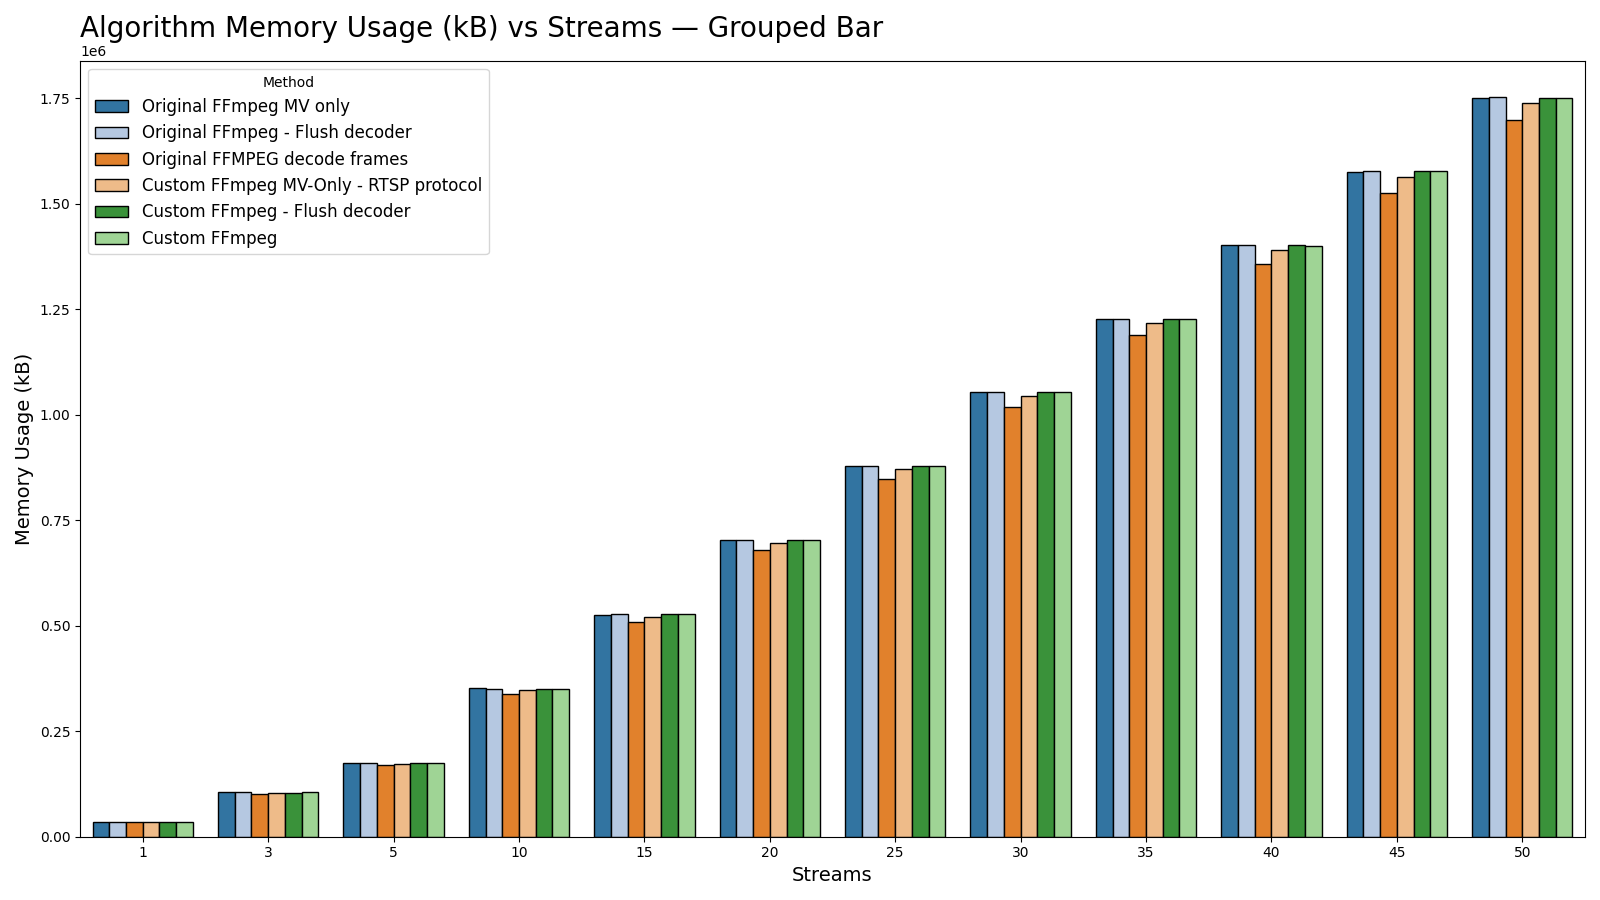 Algorithm Memory Usage (kB) vs Streams — Grouped Bar
1e6
Method
Original FFmpeg MV only
Original FFmpeg - Flush decoder
Original FFMPEG decode frames
Custom FFmpeg MV-Only - RTSP protocol
Custom FFmpeg - Flush decoder
Custom FFmpeg
1.75
1.50
1.25
1.00
0.75
0.50
0.25
0.00
Memory Usage (kB)
1 3 5 10 15 20 25 30 35 40 45 50
Streams